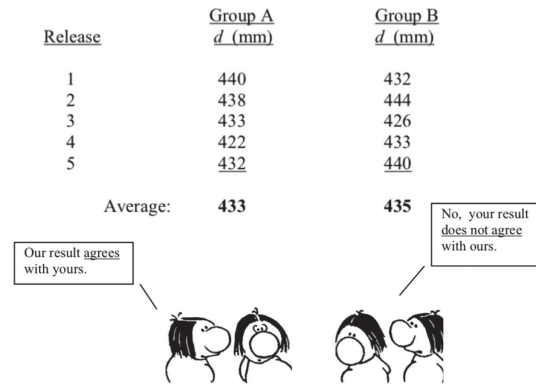 Group A Group B
Release d (mm) d (mm)
1 440 432
2 438 444
3 433 426
4 422 433
5 432 440
Average: 433 435
Our result agrees
with yours.
No, your result
does not agree
with ours.